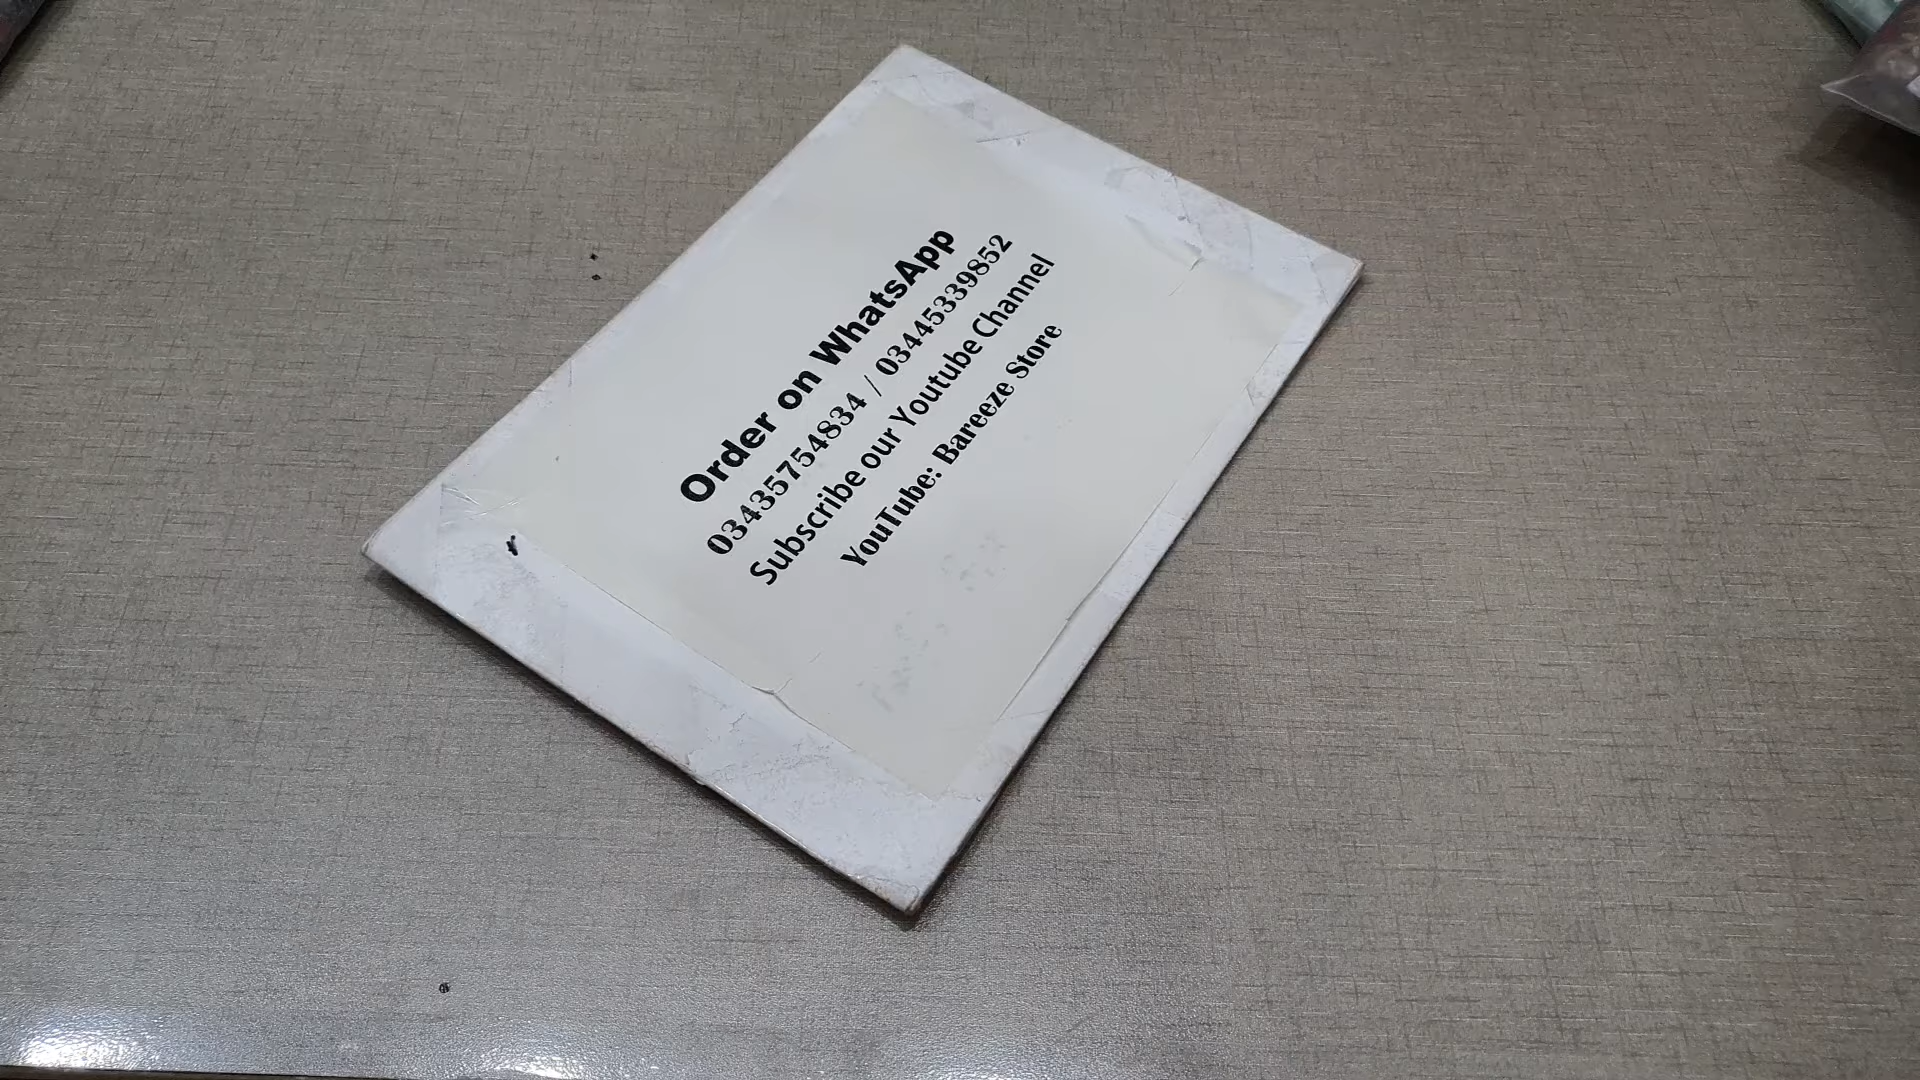 Order on WhatsApp
03435754834 / 03445339852
Subscribe our Youtube Channel
YouTube: Bareeze Store